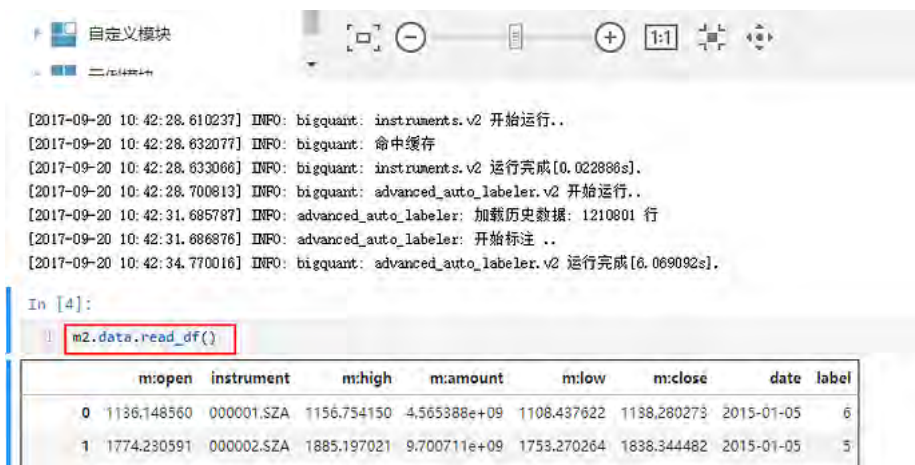 自定义模块
1:1
[2017-09-20 10:42:28.610237] INFO: bigquant: instruments.v2 开始运行..
[2017-09-20 10:42:28.632077] INFO: bigquant: 命中缓存
[2017-09-20 10:42:28.633066] INFO: bigquant: instruments.v2 运行完成[0.022886s].
[2017-09-20 10:42:28.700813] INFO: bigquant: advanced_auto_labeler.v2 开始运行..
[2017-09-20 10:42:31.685787] INFO: advanced_auto_labeler: 加载历史数据: 1210801 行
[2017-09-20 10:42:31.686876] INFO: advanced_auto_labeler: 开始标注 ..
[2017-09-20 10:42:34.770016] INFO: bigquant: advanced_auto_labeler.v2 运行完成[6.069092s].
In [4]:
1 m2.data.read_df()
m:open instrument m:high m:amount m:low m:close date label
0 1136.148560 000001.SZA 1156.754150 4.565388e+09 1108.437622 1138.280273 2015-01-05 6
1 1774.230591 000002.SZA 1885.197021 9.700711e+09 1753.270264 1838.344482 2015-01-05 5